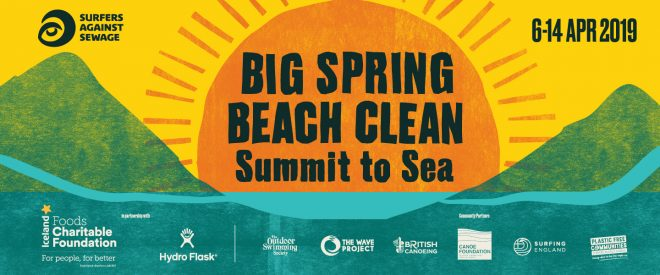 SURFERS
AGAINST
SEWAGE
6-14 APR 2019
BIG SPRING
BEACH CLEAN
Summit to Sea
Iceland
Foods
Charitable
Foundation
For people, for better
In partnership with
Hydro Flask
The
Outdoor
Swimming
Society
THE WAVE
PROJECT
BRITISH
CANOEING
Community Partners
CANOE
FOUNDATION
SURFING
ENGLAND
PLASTIC FREE
COMMUNITIES